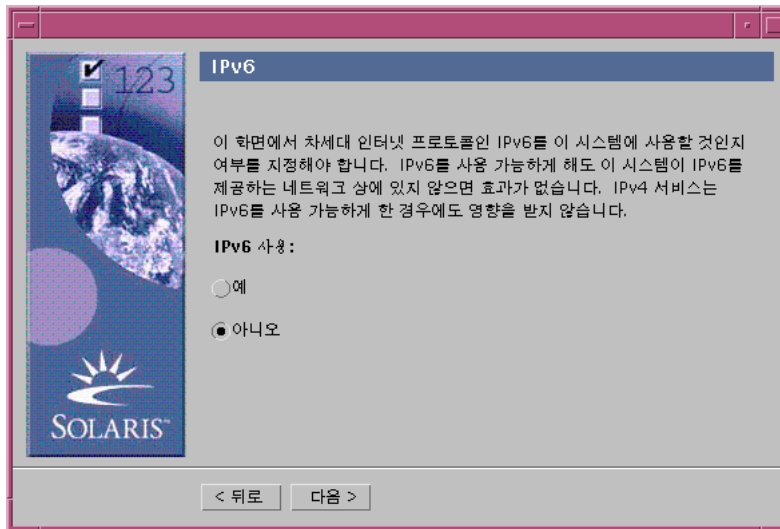 123
IPv6
이 화면에서 차세대 인터넷 프로토콜인 IPv6를 이 시스템에 사용할 것인지
여부를 지정해야 합니다. IPv6를 사용 가능하게 해도 이 시스템이 IPv6를
제공하는 네트워크 상에 있지 않으면 효과가 없습니다. IPv4 서비스는
IPv6를 사용 가능하게 한 경우에도 영향을 받지 않습니다.
IPv6 사용:
예
아니오
SOLARIS™
< 뒤로 다음 >